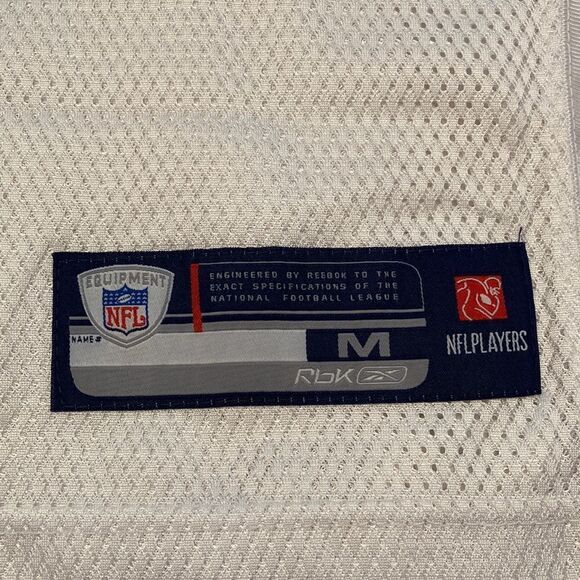 EQUIPMENT
NFL
ENGINEERED BY REEBOK TO THE
EXACT SPECIFICATIONS OF THE
NATIONAL FOOTBALL LEAGUE
NAME #
M
RbK
NFLPLAYERS